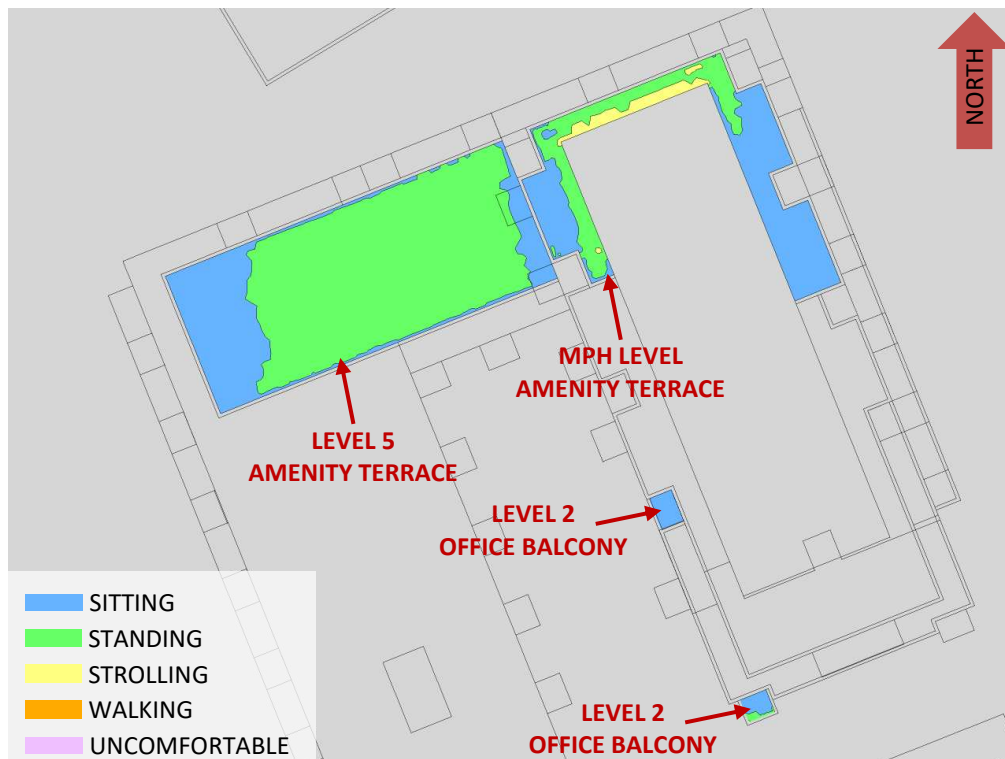 NORTH
MPH LEVEL
AMENITY TERRACE
LEVEL 5
AMENITY TERRACE
LEVEL 2
OFFICE BALCONY
LEVEL 2
OFFICE BALCONY
SITTING
STANDING
STROLLING
WALKING
UNCOMFORTABLE